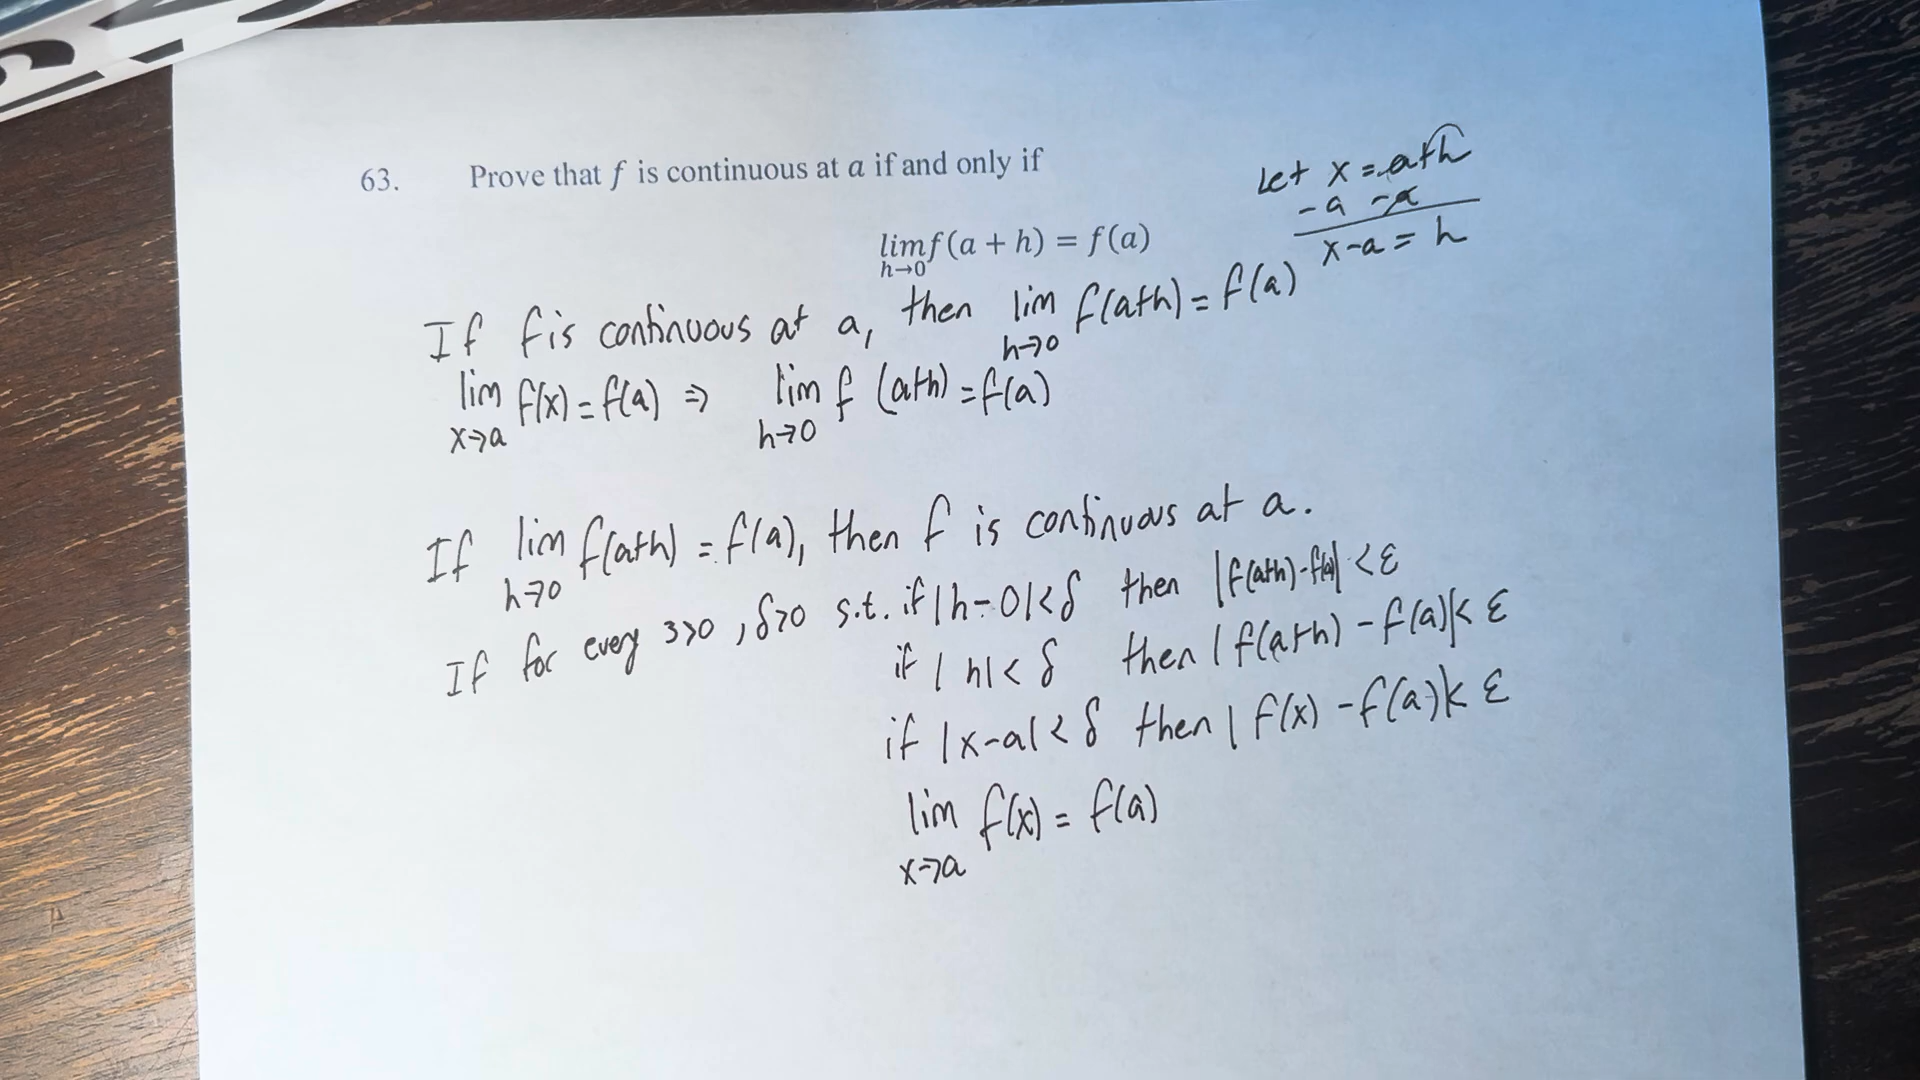 63. Prove that f is continuous at a if and only if
Let x = a+h
-a -a
x-a = h
lim f(a + h) = f(a)
h→0
If f is continuous at a, then lim f(a+h) = f(a)
h→0
lim f(x) = f(a) ⇒ lim f (a+h) = f(a)
x→a h→0
If lim f(a+h) = f(a), then f is continuous at a.
h→0
If for every ε>0, δ>0 s.t. if |h-0|<δ then |f(a+h)-f(a)| <ε
if |h|< δ then |f(a+h) - f(a)|< ε
if |x-a|< δ then | f(x) - f(a)|< ε
lim f(x) = f(a)
x→a